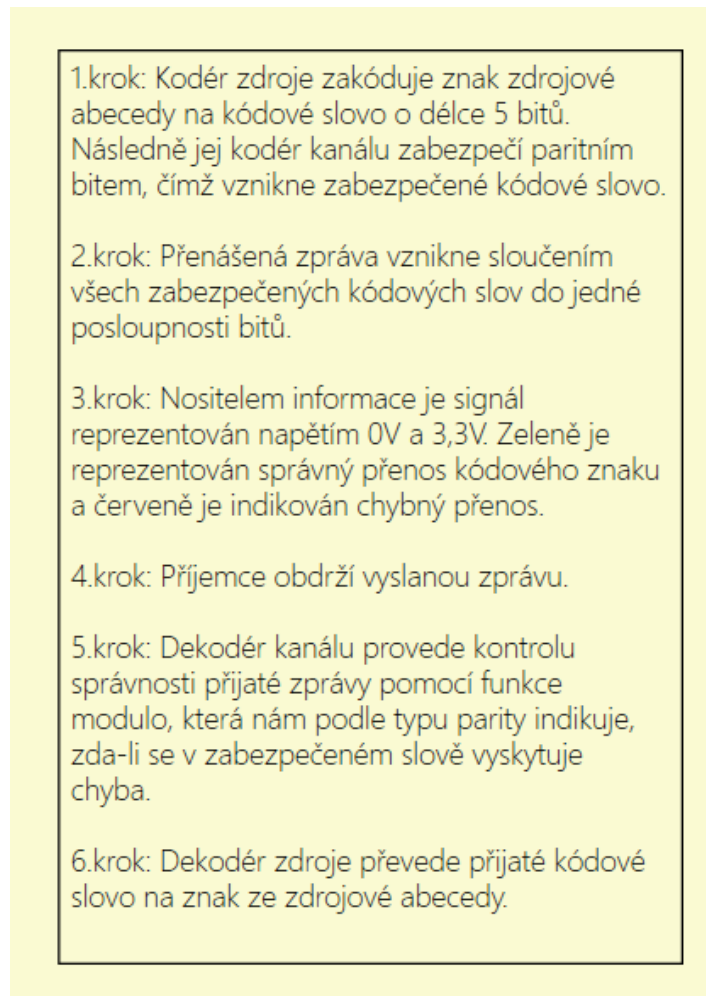 1.krok: Kodér zdroje zakóduje znak zdrojové
abecedy na kódové slovo o délce 5 bitů.
Následně jej kodér kanálu zabezpečí paritním
bitem, čímž vznikne zabezpečené kódové slovo.
2.krok: Přenášená zpráva vznikne sloučením
všech zabezpečených kódových slov do jedné
posloupnosti bitů.
3.krok: Nositelem informace je signál
reprezentován napětím 0V a 3,3V. Zeleně je
reprezentován správný přenos kódového znaku
a červeně je indikován chybný přenos.
4.krok: Příjemce obdrží vyslanou zprávu.
5.krok: Dekodér kanálu provede kontrolu
správnosti přijaté zprávy pomocí funkce
modulo, která nám podle typu parity indikuje,
zda-li se v zabezpečeném slově vyskytuje
chyba.
6.krok: Dekodér zdroje převede přijaté kódové
slovo na znak ze zdrojové abecedy.